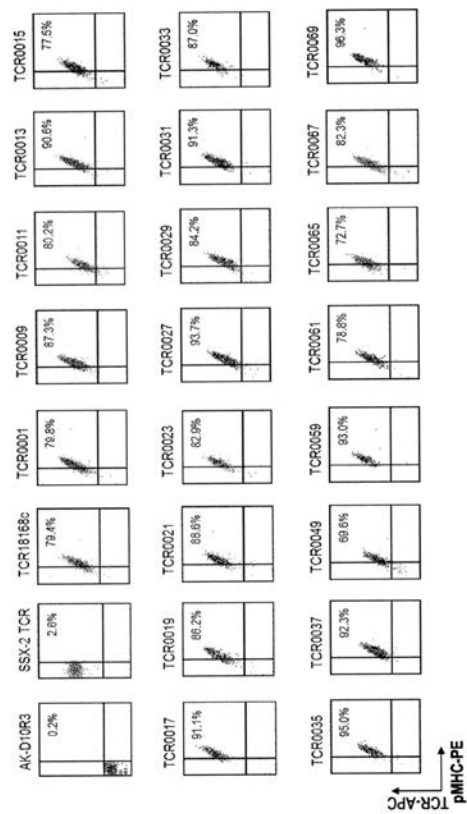 AK-D10R3 SSX-2 TCR TCR18168c TCR0001 TCR0009 TCR0011 TCR0013 TCR0015
0.2% 2.6% 79.4% 79.8% 87.3% 80.2% 90.6% 77.5%
TCR0017 TCR0019 TCR0021 TCR0023 TCR0027 TCR0029 TCR0031 TCR0033
91.1% 86.2% 88.6% 82.9% 93.7% 84.2% 91.3% 87.0%
TCR0035 TCR0037 TCR0049 TCR0059 TCR0061 TCR0065 TCR0067 TCR0069
95.0% 92.3% 69.6% 93.0% 78.8% 72.7% 82.3% 96.3%
TCR-APC
pMHC-PE